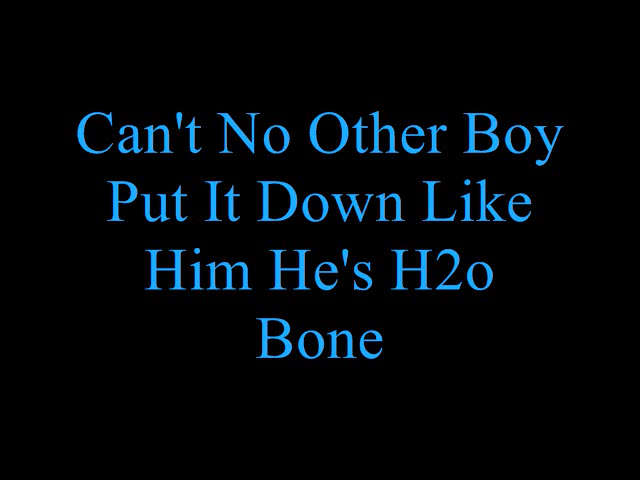 Can't No Other Boy
Put It Down Like
Him He's H2o
Bone